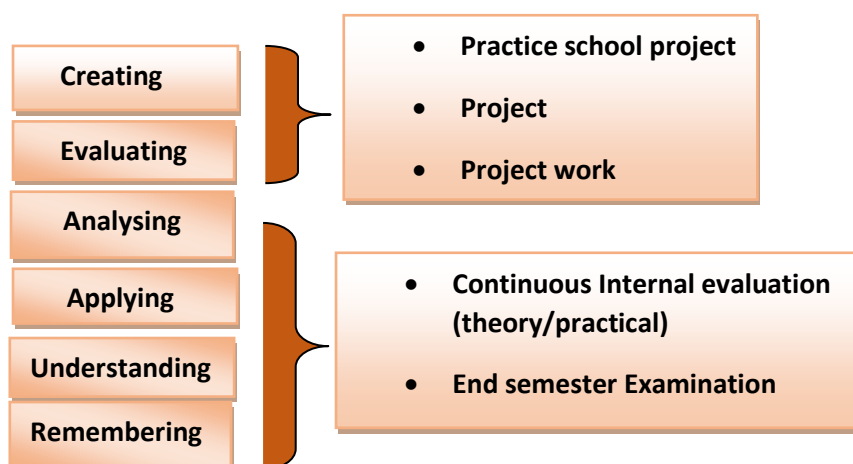 Creating
Evaluating
Analysing
Applying
Understanding
Remembering
• Practice school project
• Project
• Project work
• Continuous Internal evaluation
(theory/practical)
• End semester Examination